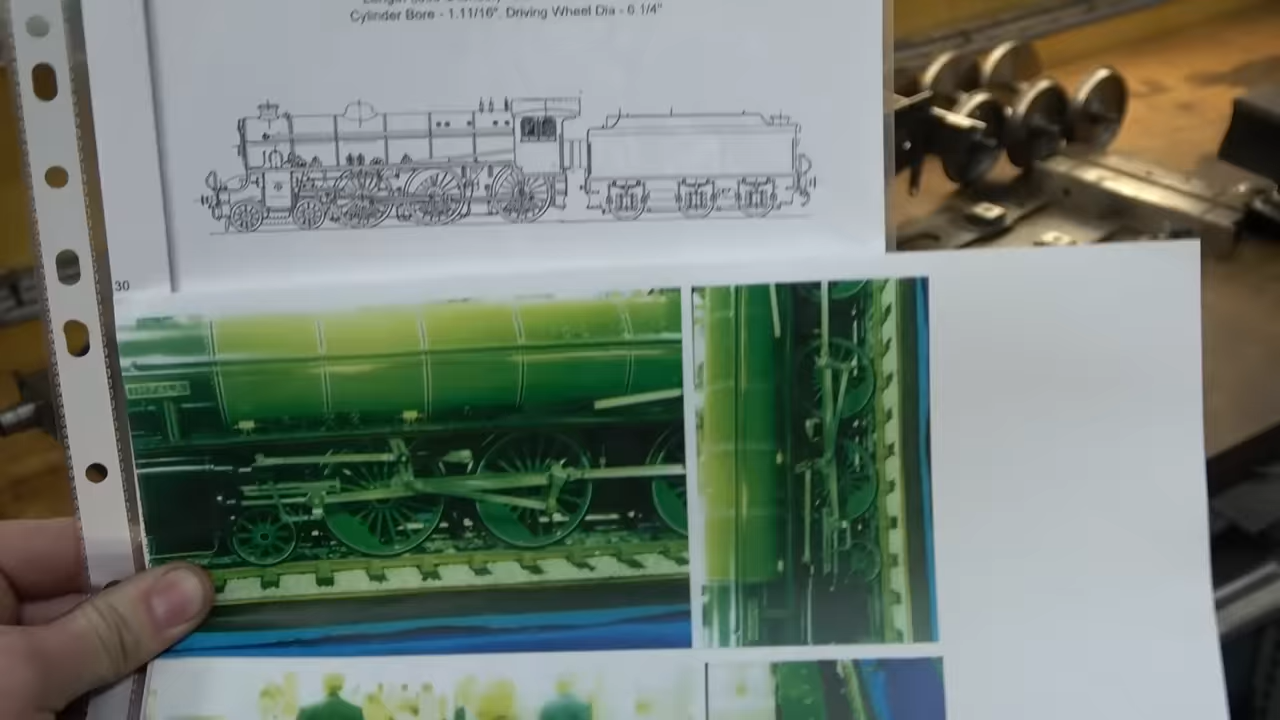 Cylinder Bore - 1.11/16", Driving Wheel Dia - 6 1/4"
30